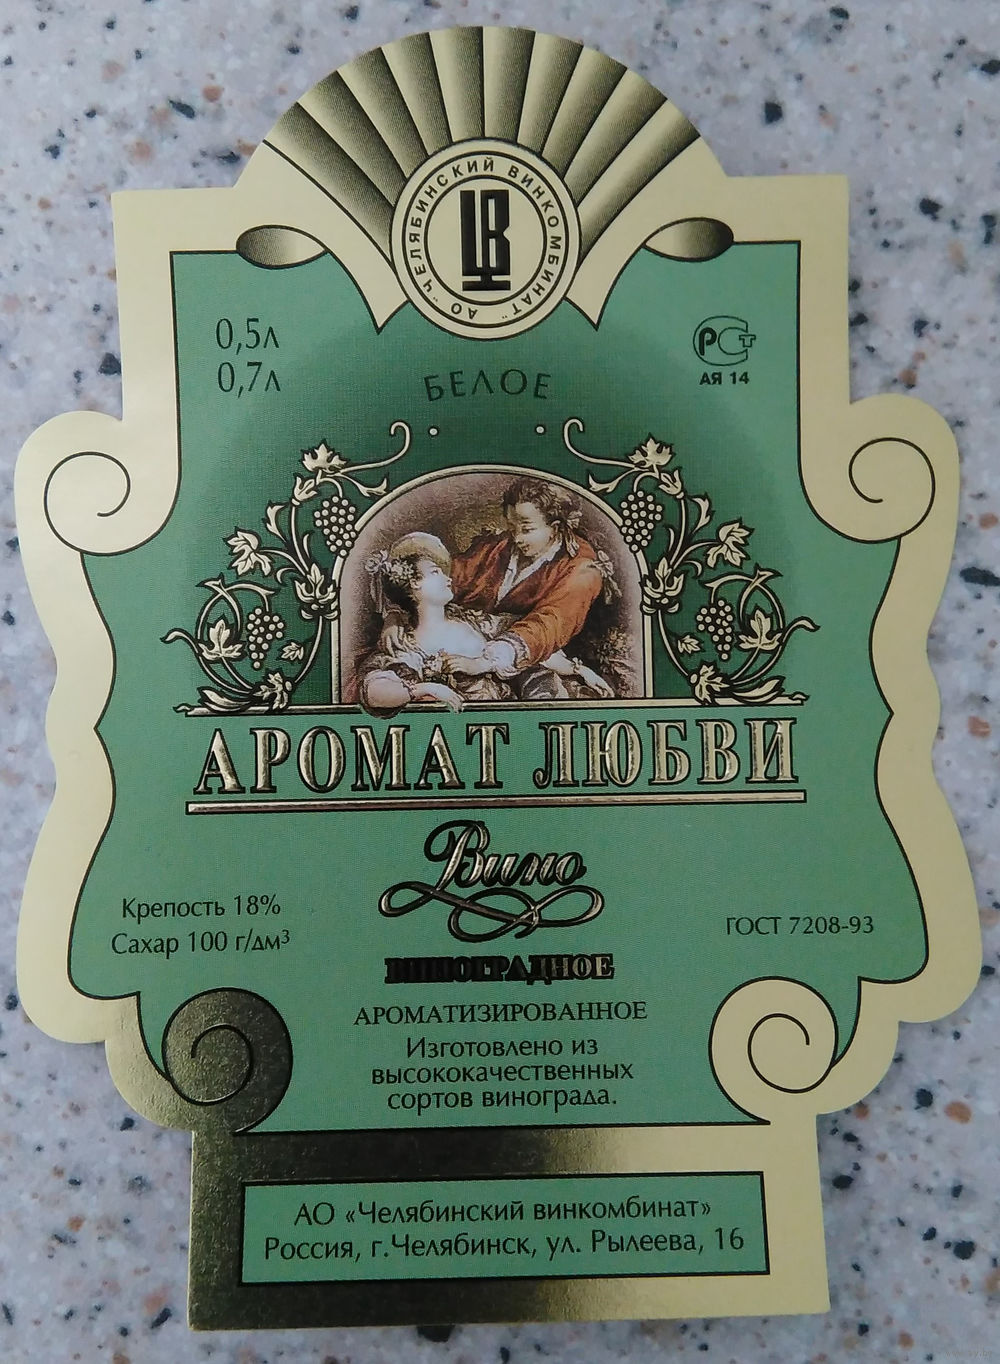 АО "ЧЕЛЯБИНСКИЙ ВИНКОМБИНАТ"
0,5л
0,7л
РСТ
АЯ 14
БЕЛОЕ
АРОМАТ ЛЮБВИ
Вино
Крепость 18%
Сахар 100 г/дм³
ГОСТ 7208-93
ВИНОГРАДНОЕ
АРОМАТИЗИРОВАННОЕ
Изготовлено из
высококачественных
сортов винограда.
АО «Челябинский винкомбинат»
Россия, г.Челябинск, ул. Рылеева, 16